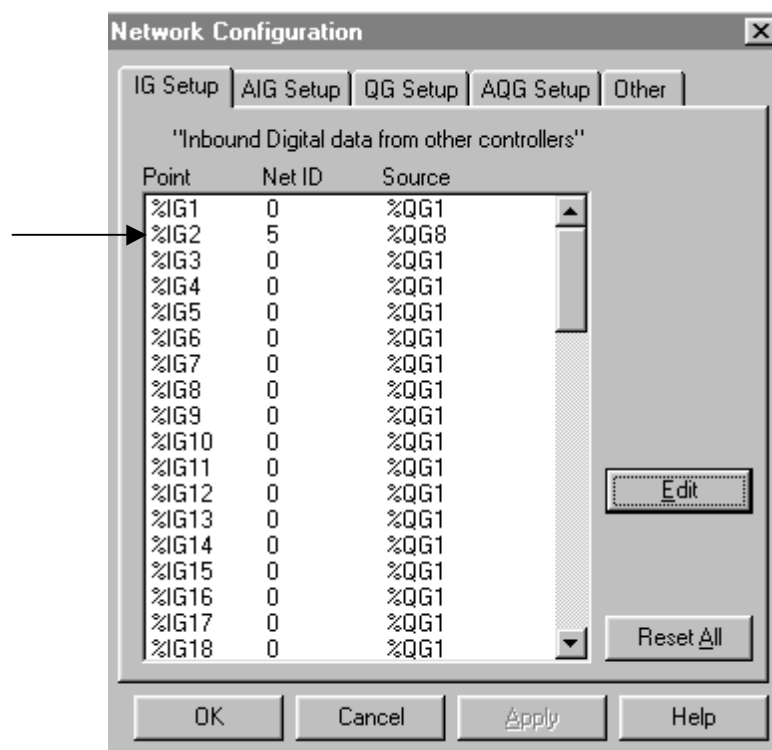 Network Configuration
IG Setup AIG Setup QG Setup AQG Setup Other
"Inbound Digital data from other controllers"
Point Net ID Source
%IG1 0 %QG1
%IG2 5 %QG8
%IG3 0 %QG1
%IG4 0 %QG1
%IG5 0 %QG1
%IG6 0 %QG1
%IG7 0 %QG1
%IG8 0 %QG1
%IG9 0 %QG1
%IG10 0 %QG1
%IG11 0 %QG1
%IG12 0 %QG1
%IG13 0 %QG1
%IG14 0 %QG1
%IG15 0 %QG1
%IG16 0 %QG1
%IG17 0 %QG1
%IG18 0 %QG1
Edit
Reset All
OK Cancel Apply Help